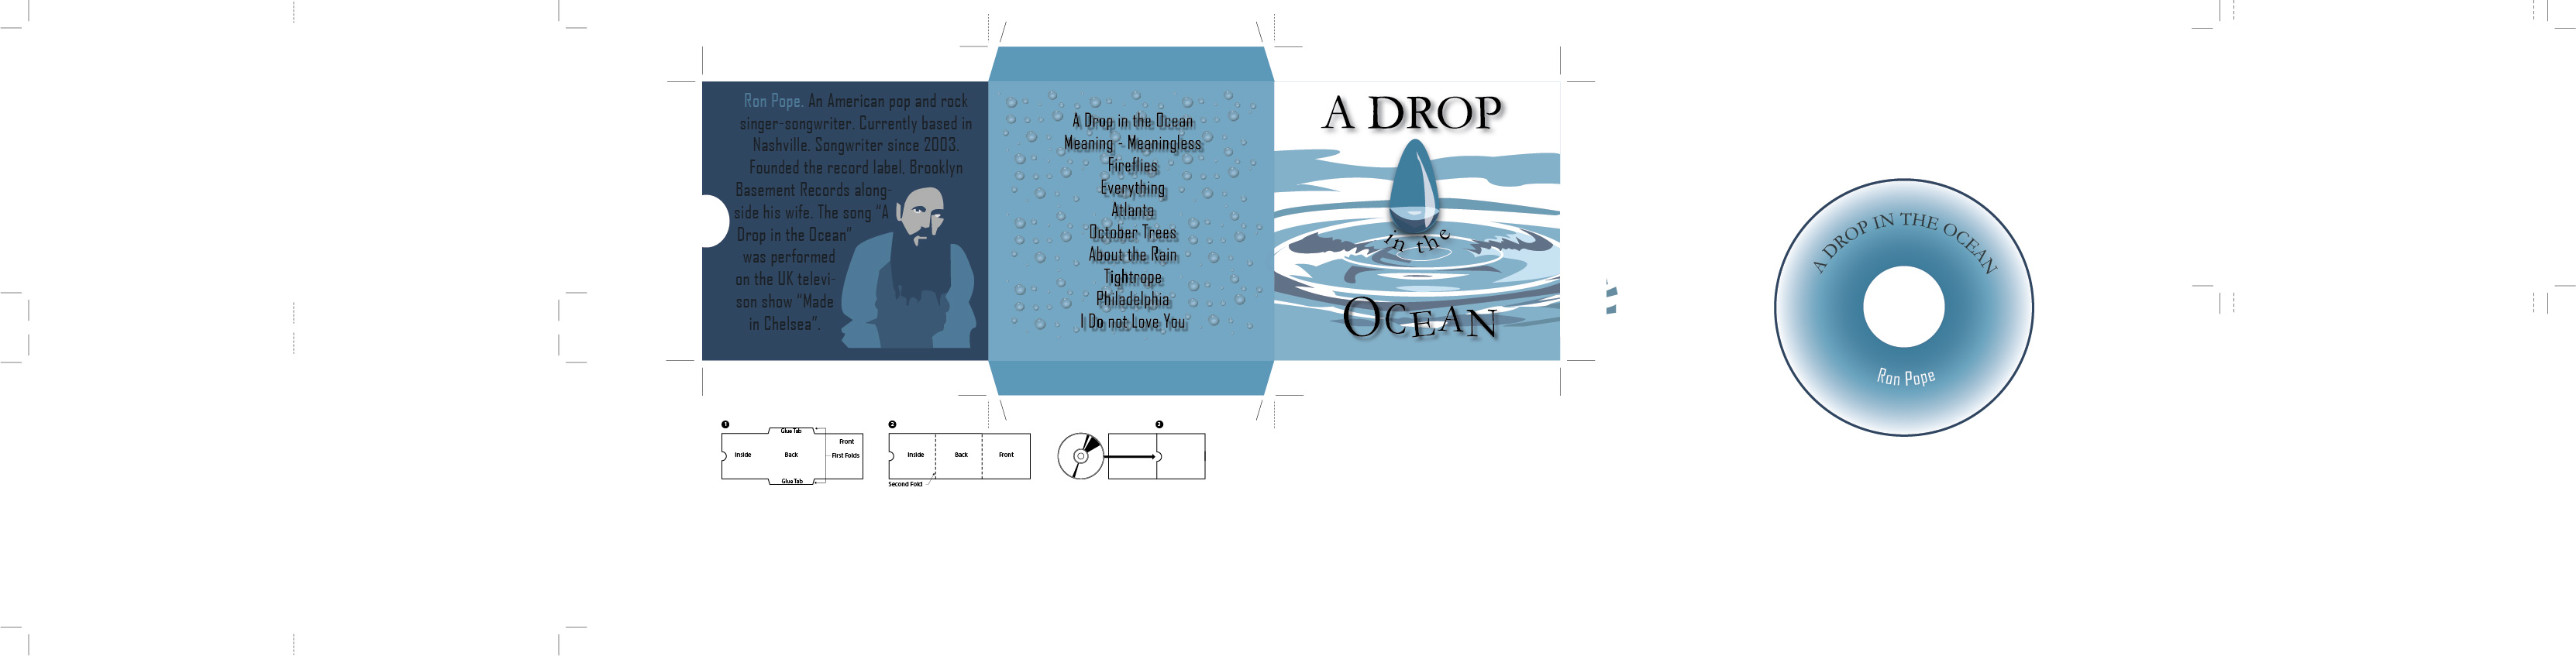 Ron Pope. An American pop and rock
singer-songwriter. Currently based in
Nashville. Songwriter since 2003.
Founded the record label, Brooklyn
Basement Records along-
side his wife. The song “A
Drop in the Ocean”
was performed
on the UK televi-
son show “Made
in Chelsea”.
A Drop in the Ocean
Meaning - Meaningless
Fireflies
Everything
Atlanta
October Trees
About the Rain
Tightrope
Philadelphia
I Do not Love You
A DROP
in the
OCEAN
A DROP IN THE OCEAN
Ron Pope
1
Glue Tab
Front
Inside
Back
First Folds
Glue Tab
2
Inside
Back
Front
Second Fold
3